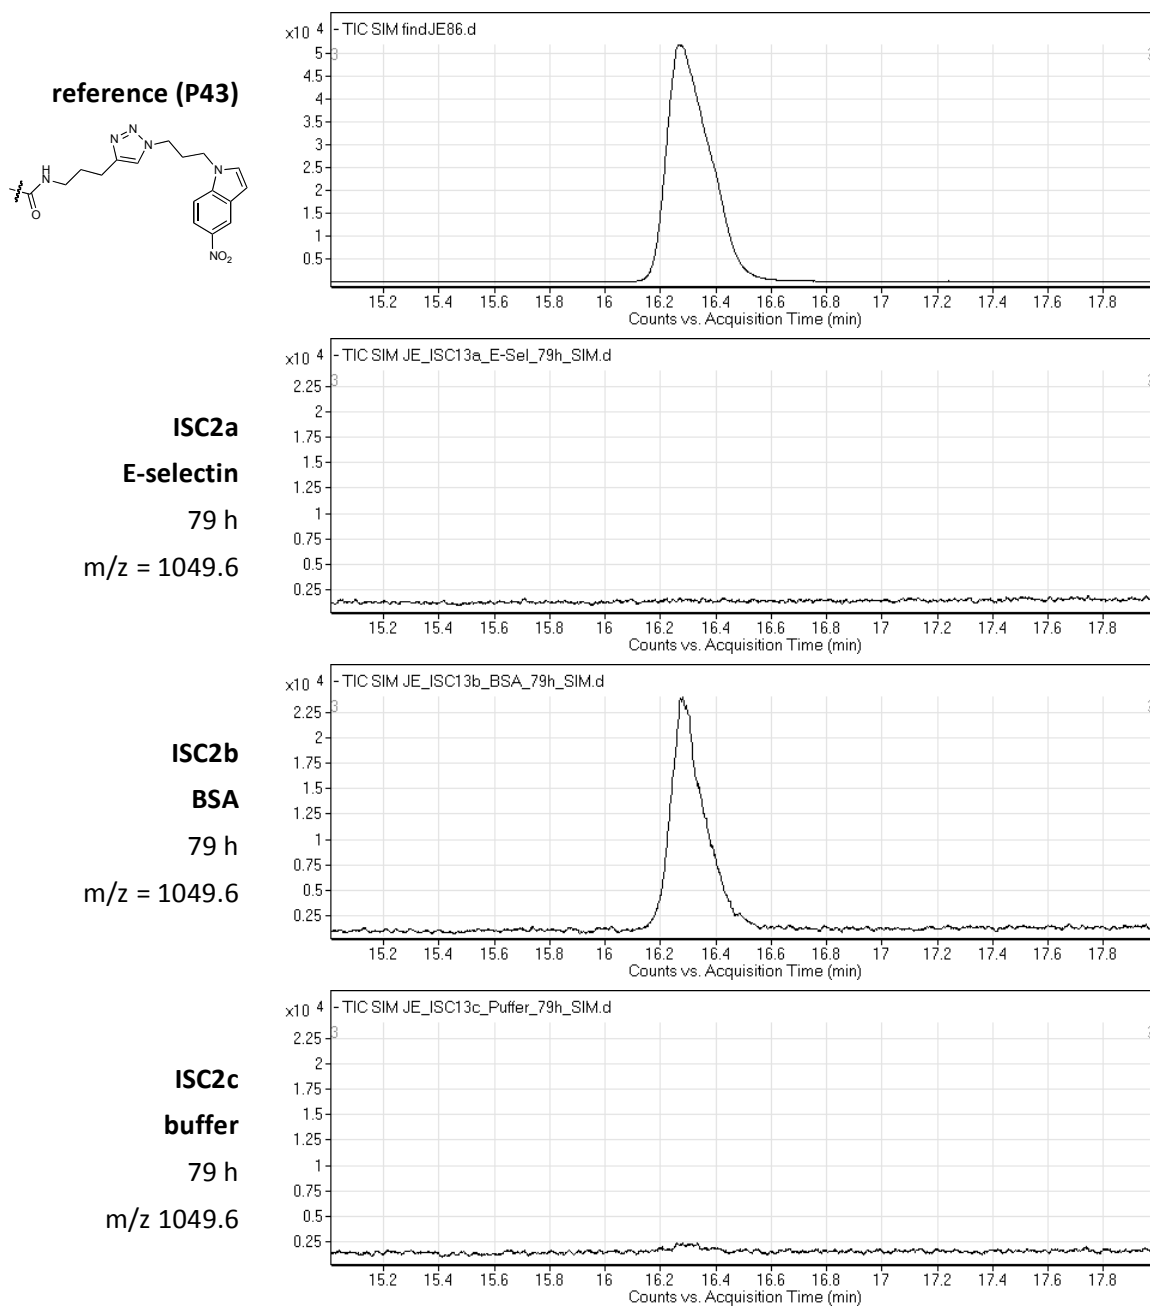 x10 4 - TIC SIM findJE86.d
reference (P43)
N N
N
H
N
O
N
NO2
5
4.5
4
3.5
3
2.5
2
1.5
1
0.5
15.2 15.4 15.6 15.8 16 16.2 16.4 16.6 16.8 17 17.2 17.4 17.6 17.8
Counts vs. Acquisition Time (min)
ISC2a
E-selectin
79 h
m/z = 1049.6
x10 4 - TIC SIM JE_ISC13a_E-Sel_79h_SIM.d
3
2.25
2
1.75
1.5
1.25
1
0.75
0.5
0.25
15.2 15.4 15.6 15.8 16 16.2 16.4 16.6 16.8 17 17.2 17.4 17.6 17.8
Counts vs. Acquisition Time (min)
ISC2b
BSA
79 h
m/z = 1049.6
x10 4 - TIC SIM JE_ISC13b_BSA_79h_SIM.d
3
2.25
2
1.75
1.5
1.25
1
0.75
0.5
0.25
15.2 15.4 15.6 15.8 16 16.2 16.4 16.6 16.8 17 17.2 17.4 17.6 17.8
Counts vs. Acquisition Time (min)
ISC2c
buffer
79 h
m/z 1049.6
x10 4 - TIC SIM JE_ISC13c_Puffer_79h_SIM.d
3
2.25
2
1.75
1.5
1.25
1
0.75
0.5
0.25
15.2 15.4 15.6 15.8 16 16.2 16.4 16.6 16.8 17 17.2 17.4 17.6 17.8
Counts vs. Acquisition Time (min)